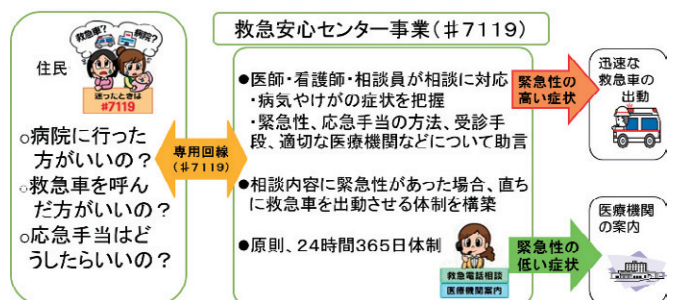 救急安心センター事業(♯7119)
住民
救急車?
病院?
迷ったときは
#7119
○病院に行った
方がいいの?
○救急車を呼ん
だ方がいいの?
○応急手当はど
うしたらいいの?
専用回線
(♯7119)
●医師・看護師・相談員が相談に対応
・病気やけがの症状を把握
・緊急性、応急手当の方法、受診手
段、適切な医療機関などについて助言
●相談内容に緊急性があった場合、直ち
に救急車を出動させる体制を構築
●原則、24時間365日体制
救急電話相談
医療機関案内
緊急性の
高い症状
迅速な
救急車の
出動
緊急性の
低い症状
医療機関
の案内